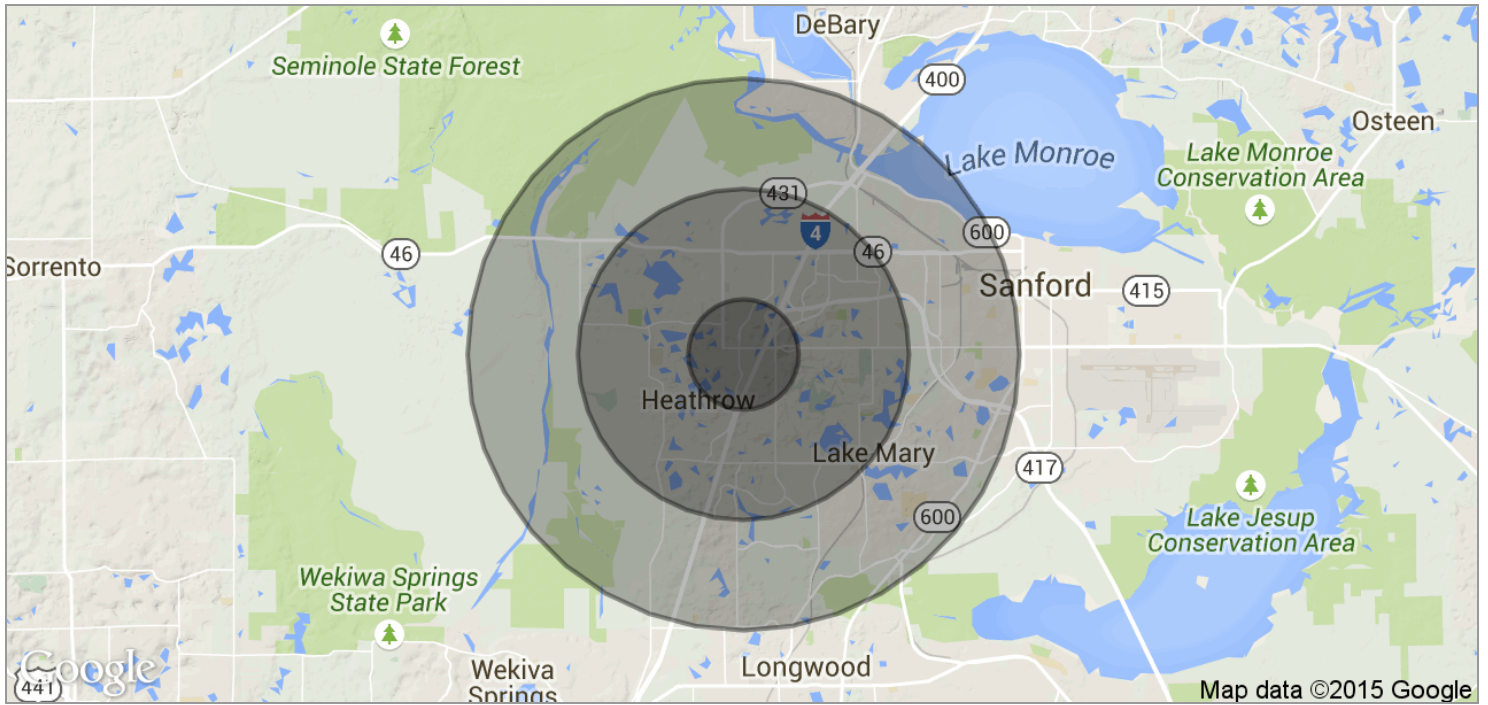 DeBary
Seminole State Forest
400
Osteen
Lake Monroe
Lake Monroe
Conservation Area
431
4
600
46
46
Sorrento
Sanford
415
Heathrow
Lake Mary
417
600
Lake Jesup
Conservation Area
Wekiwa Springs
State Park
Longwood
Wekiva
Springs
Google
441
Map data ©2015 Google